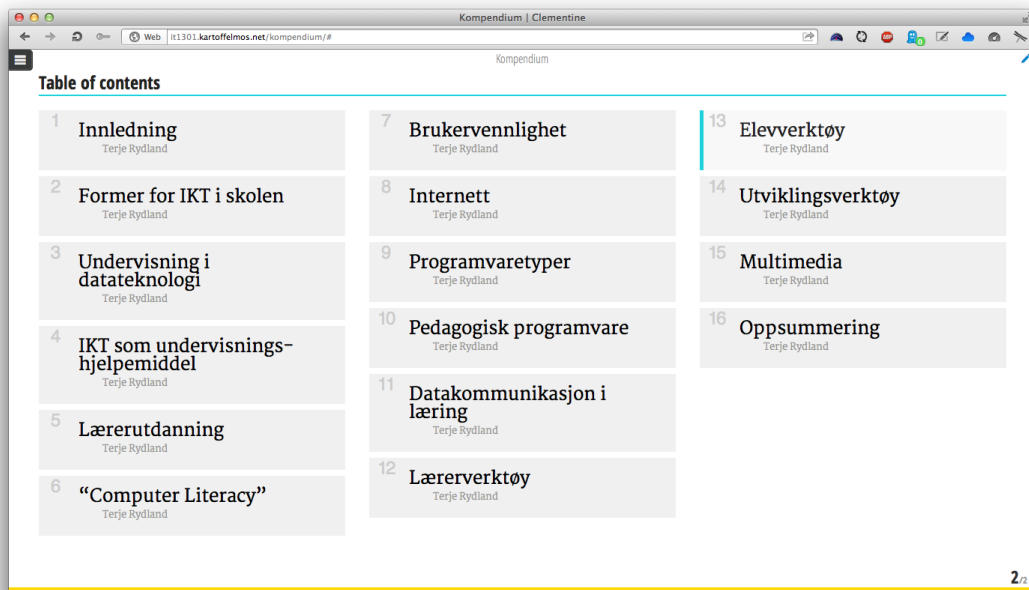 Kompendium | Clementine
Web it1301.kartoffelmos.net/kompendium/#
ABP
0
Kompendium
Table of contents
1
Innledning
Terje Rydland
2
Former for IKT i skolen
Terje Rydland
3
Undervisning i
datateknologi
Terje Rydland
4
IKT som undervisnings-
hjelpemiddel
Terje Rydland
5
Lærerutdanning
Terje Rydland
6
“Computer Literacy”
Terje Rydland
7
Brukervennlighet
Terje Rydland
8
Internett
Terje Rydland
9
Programvaretyper
Terje Rydland
10
Pedagogisk programvare
Terje Rydland
11
Datakommunikasjon i
læring
Terje Rydland
12
Lærerverktøy
Terje Rydland
13
Elevverktøy
Terje Rydland
14
Utviklingsverktøy
Terje Rydland
15
Multimedia
Terje Rydland
16
Oppsummering
Terje Rydland
2/2